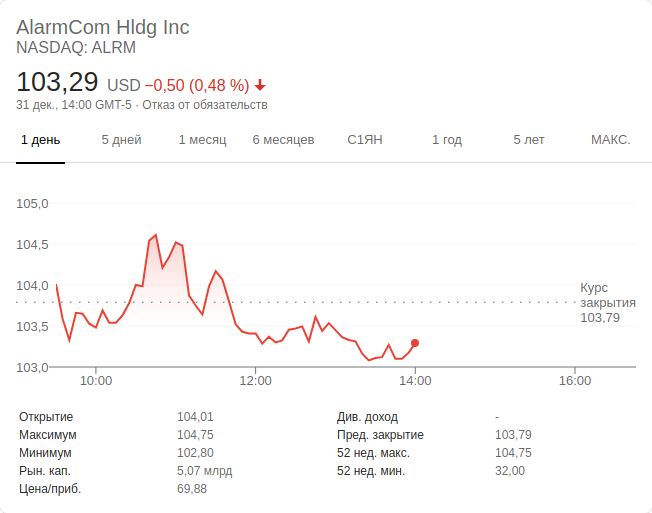 AlarmCom Hldg Inc
NASDAQ: ALRM
103,29 USD −0,50 (0,48 %)
31 дек., 14:00 GMT-5 · Отказ от обязательств
1 день 5 дней 1 месяц 6 месяцев С1ЯН 1 год 5 лет МАКС.
105,0
104,5
104,0
103,5
103,0
Курс
закрытия
103,79
10:00 12:00 14:00 16:00
Открытие 104,01 Див. доход -
Максимум 104,75 Пред. закрытие 103,79
Минимум 102,80 52 нед. макс. 104,75
Рын. кап. 5,07 млрд 52 нед. мин. 32,00
Цена/приб. 69,88